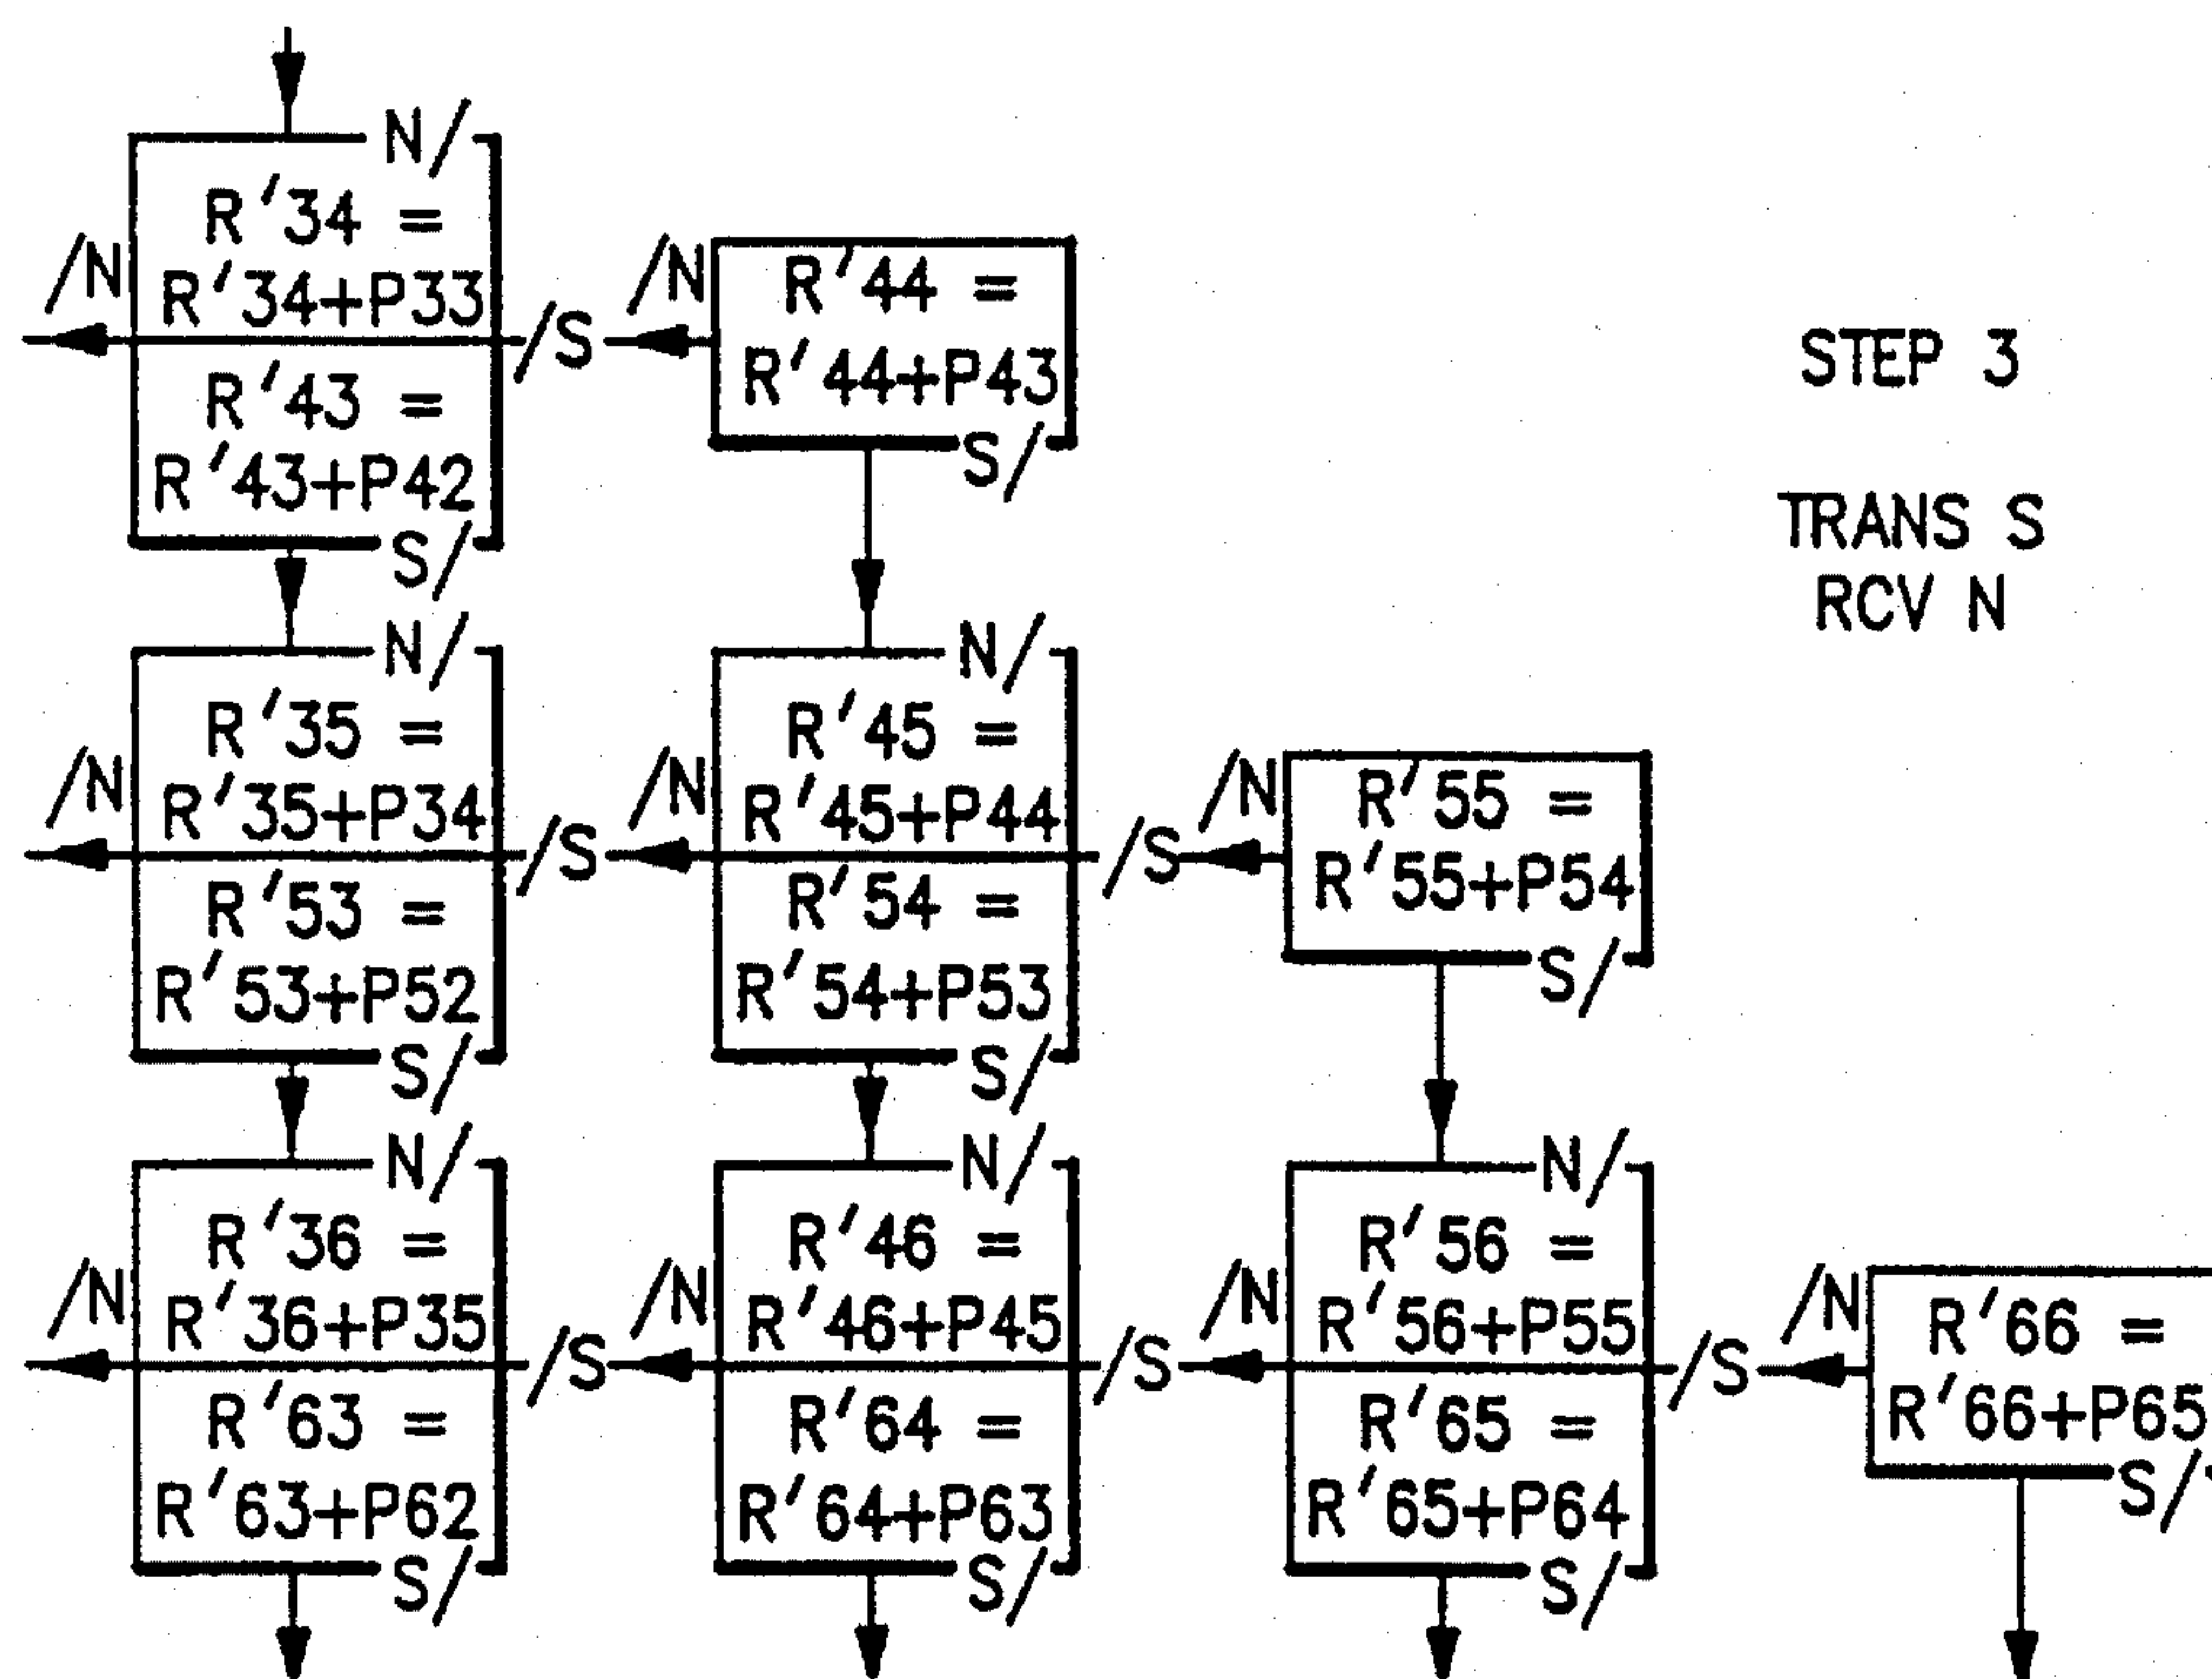 N/
R'34 =
/N
R'34+P33
/S
R'43 =
R'43+P42
S/
/N
R'44 =
R'44+P43
S/
STEP 3
TRANS S
RCV N
N/
R'35 =
/N
R'35+P34
/S
R'53 =
R'53+P52
S/
N/
R'45 =
/N
R'45+P44
/S
R'54 =
R'54+P53
S/
/N
R'55 =
R'55+P54
S/
N/
R'36 =
/N
R'36+P35
/S
R'63 =
R'63+P62
S/
N/
R'46 =
/N
R'46+P45
/S
R'64 =
R'64+P63
S/
N/
R'56 =
/N
R'56+P55
/S
R'65 =
R'65+P64
S/
/N
R'66 =
R'66+P65
S/